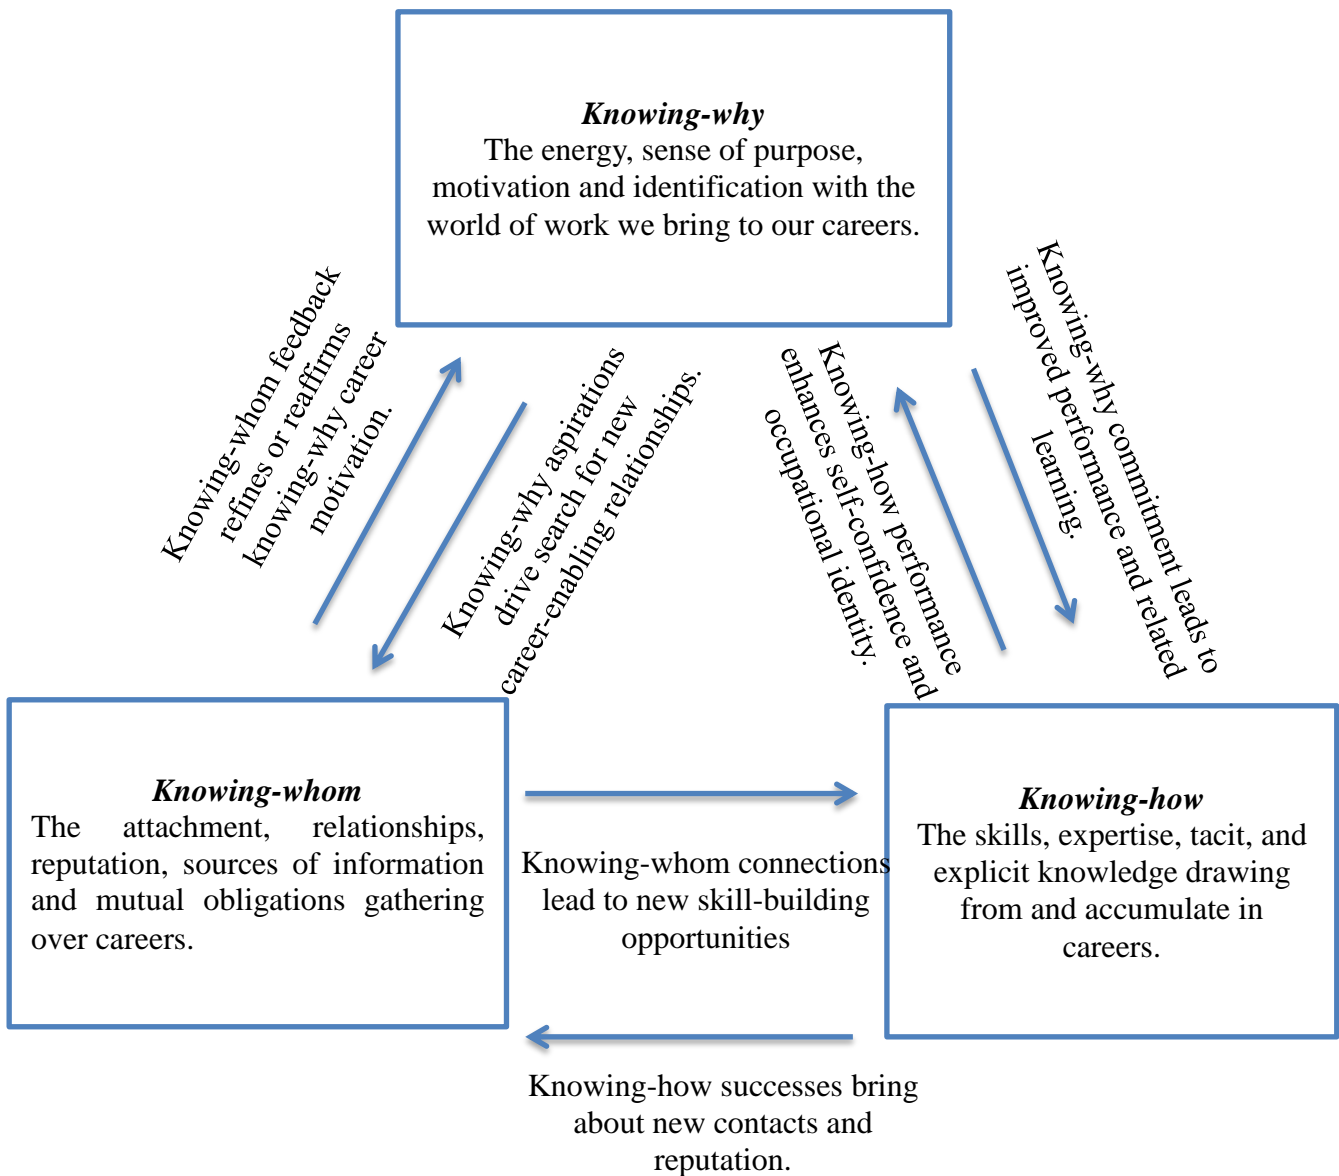 Knowing-why
The energy, sense of purpose,
motivation and identification with the
world of work we bring to our careers.
Knowing-whom feedback
refines or reaffirms
knowing-why career
motivation.
Knowing-why aspirations
drive search for new
career-enabling relationships.
Knowing-how performance
enhances self-confidence and
occupational identity.
Knowing-why commitment leads to
improved performance and related
learning.
Knowing-whom
The attachment, relationships,
reputation, sources of information
and mutual obligations gathering
over careers.
Knowing-whom connections
lead to new skill-building
opportunities
Knowing-how
The skills, expertise, tacit, and
explicit knowledge drawing
from and accumulate in
careers.
Knowing-how successes bring
about new contacts and
reputation.